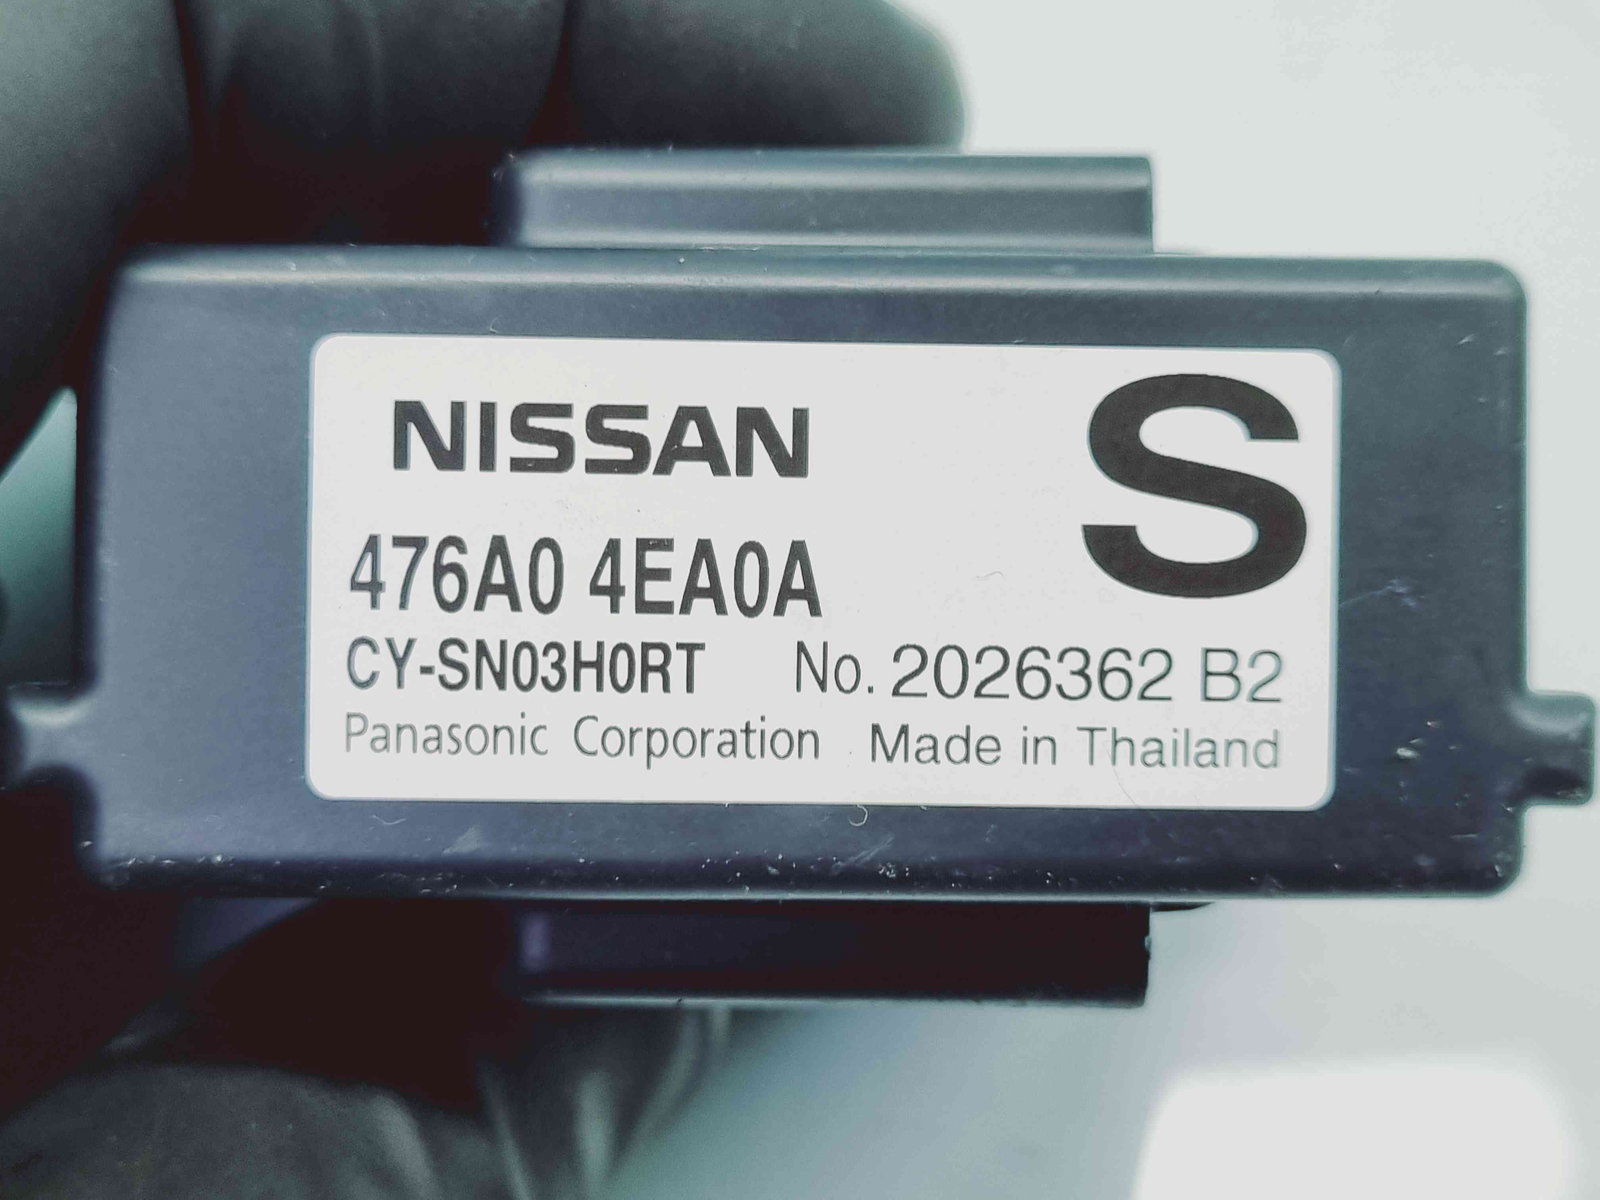 NISSAN
S
476A0 4EA0A
CY-SN03H0RT No. 2026362 B2
Panasonic Corporation Made in Thailand